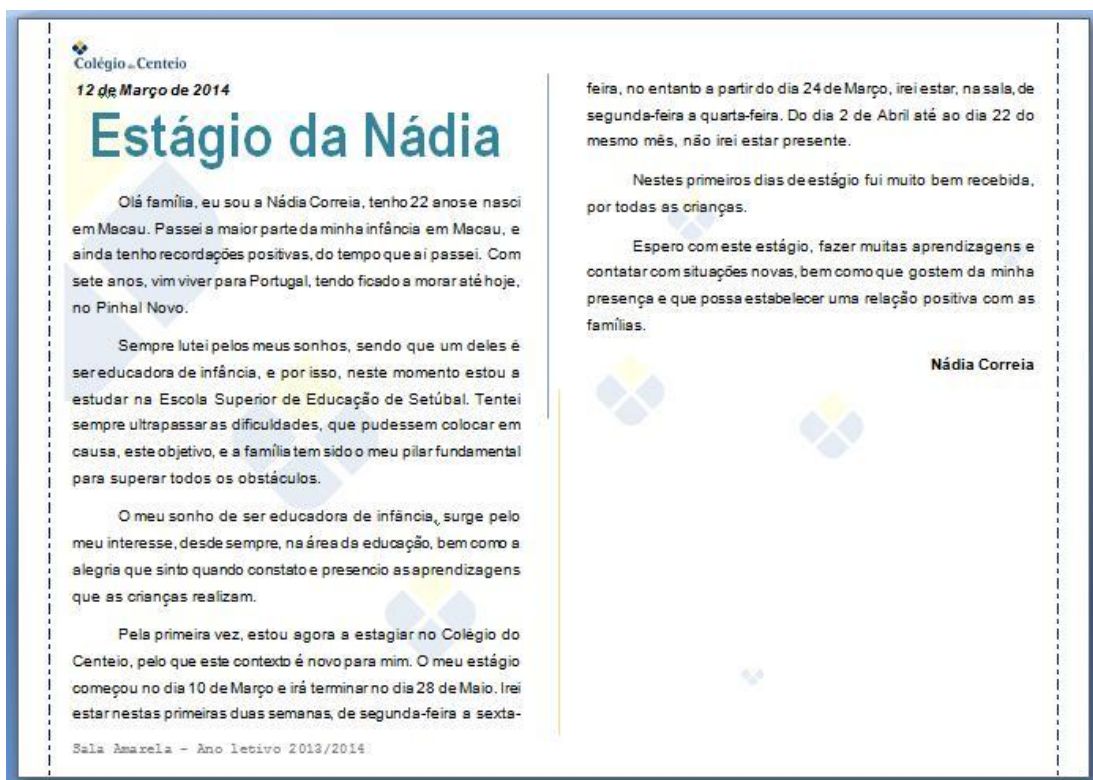 Colégio do Centeio
12 de Março de 2014
Estágio da Nádia
Olá família, eu sou a Nádia Correia, tenho 22 anos e nasci
em Macau. Passei a maior parte da minha infância em Macau, e
ainda tenho recordações positivas, do tempo que aí passei. Com
sete anos, vim viver para Portugal, tendo ficado a morar até hoje,
no Pinhal Novo.
Sempre lutei pelos meus sonhos, sendo que um deles é
ser educadora de infância, e por isso, neste momento estou a
estudar na Escola Superior de Educação de Setúbal. Tentei
sempre ultrapassar as dificuldades, que pudessem colocar em
causa, este objetivo, e a família tem sido o meu pilar fundamental
para superar todos os obstáculos.
O meu sonho de ser educadora de infância, surge pelo
meu interesse, desde sempre, na área da educação, bem como a
alegria que sinto quando constato e presencio as aprendizagens
que as crianças realizam.
Pela primeira vez, estou agora a estagiar no Colégio do
Centeio, pelo que este contexto é novo para mim. O meu estágio
começou no dia 10 de Março e irá terminar no dia 28 de Maio. Irei
estar nestas primeiras duas semanas, de segunda-feira a sexta-
Sala Amarela - Ano letivo 2013/2014
feira, no entanto a partir do dia 24 de Março, irei estar, na sala, de
segunda-feira a quarta-feira. Do dia 2 de Abril até ao dia 22 do
mesmo mês, não irei estar presente.
Nestes primeiros dias de estágio fui muito bem recebida,
por todas as crianças.
Espero com este estágio, fazer muitas aprendizagens e
contatar com situações novas, bem como que gostem da minha
presença e que possa estabelecer uma relação positiva com as
famílias.
Nádia Correia